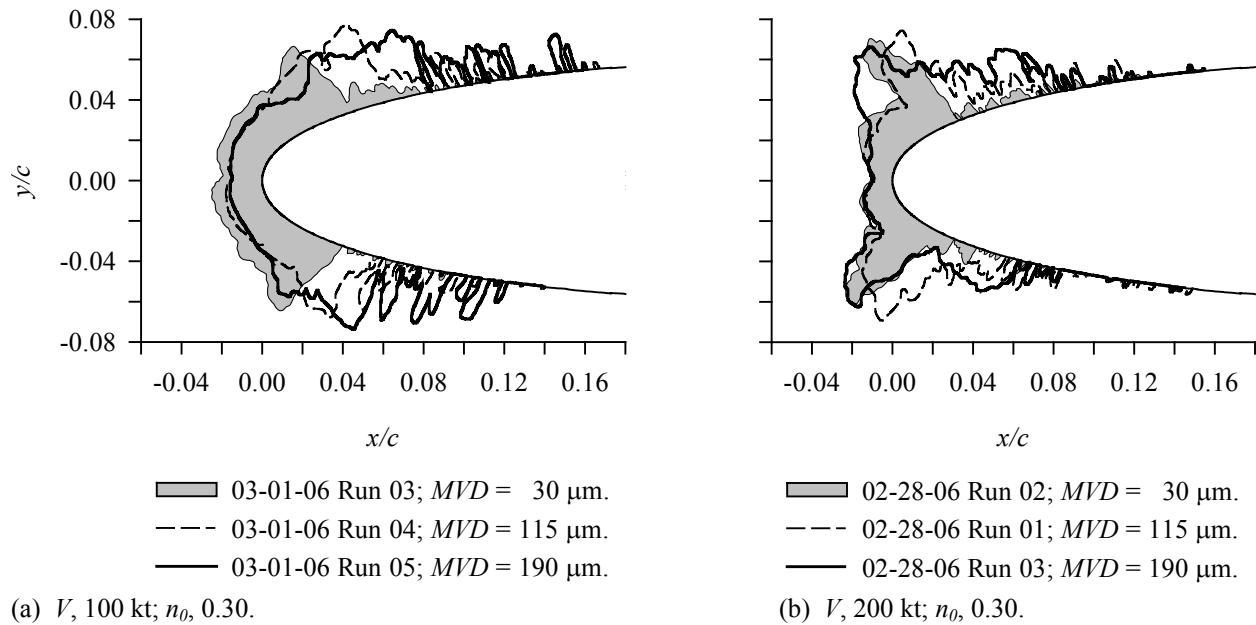 0.08
0.04
0.00
-0.04
-0.08
y/c
-0.04 0.00 0.04 0.08 0.12 0.16
x/c
03-01-06 Run 03; MVD = 30 μm.
03-01-06 Run 04; MVD = 115 μm.
03-01-06 Run 05; MVD = 190 μm.
(a) V, 100 kt; n0, 0.30.
-0.04 0.00 0.04 0.08 0.12 0.16
x/c
02-28-06 Run 02; MVD = 30 μm.
02-28-06 Run 01; MVD = 115 μm.
02-28-06 Run 03; MVD = 190 μm.
(b) V, 200 kt; n0, 0.30.